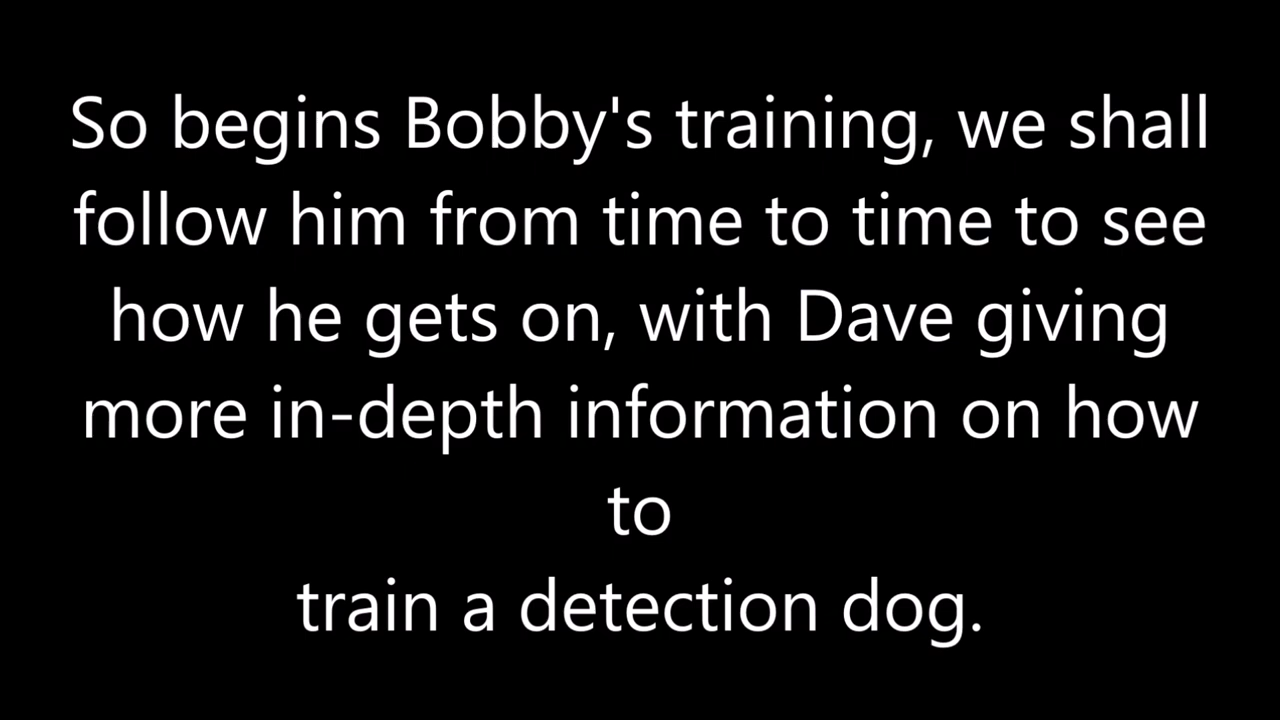 So begins Bobby's training, we shall
follow him from time to time to see
how he gets on, with Dave giving
more in-depth information on how
to
train a detection dog.